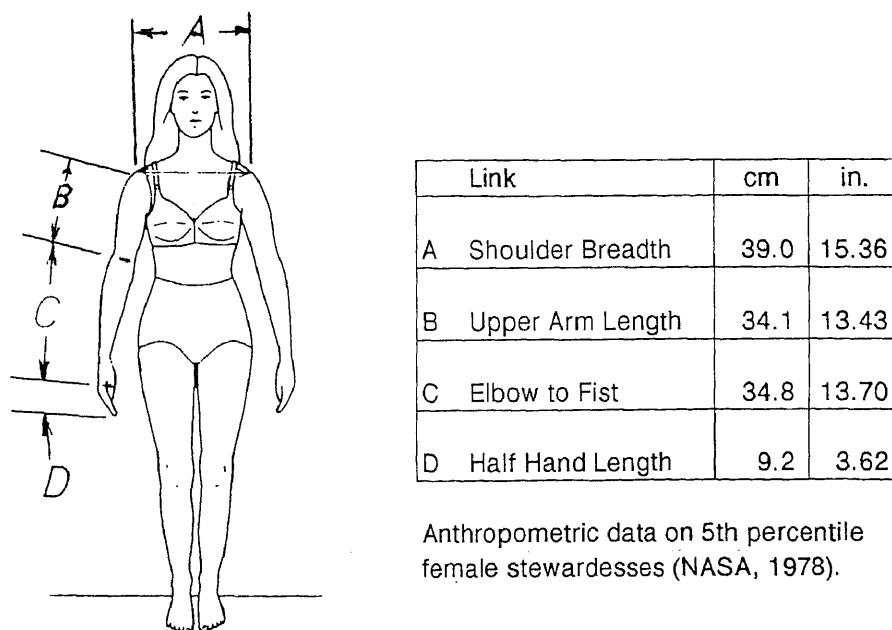 A
B
C
D
Link cm in.
A Shoulder Breadth 39.0 15.36
B Upper Arm Length 34.1 13.43
C Elbow to Fist 34.8 13.70
D Half Hand Length 9.2 3.62
Anthropometric data on 5th percentile
female stewardesses (NASA, 1978).